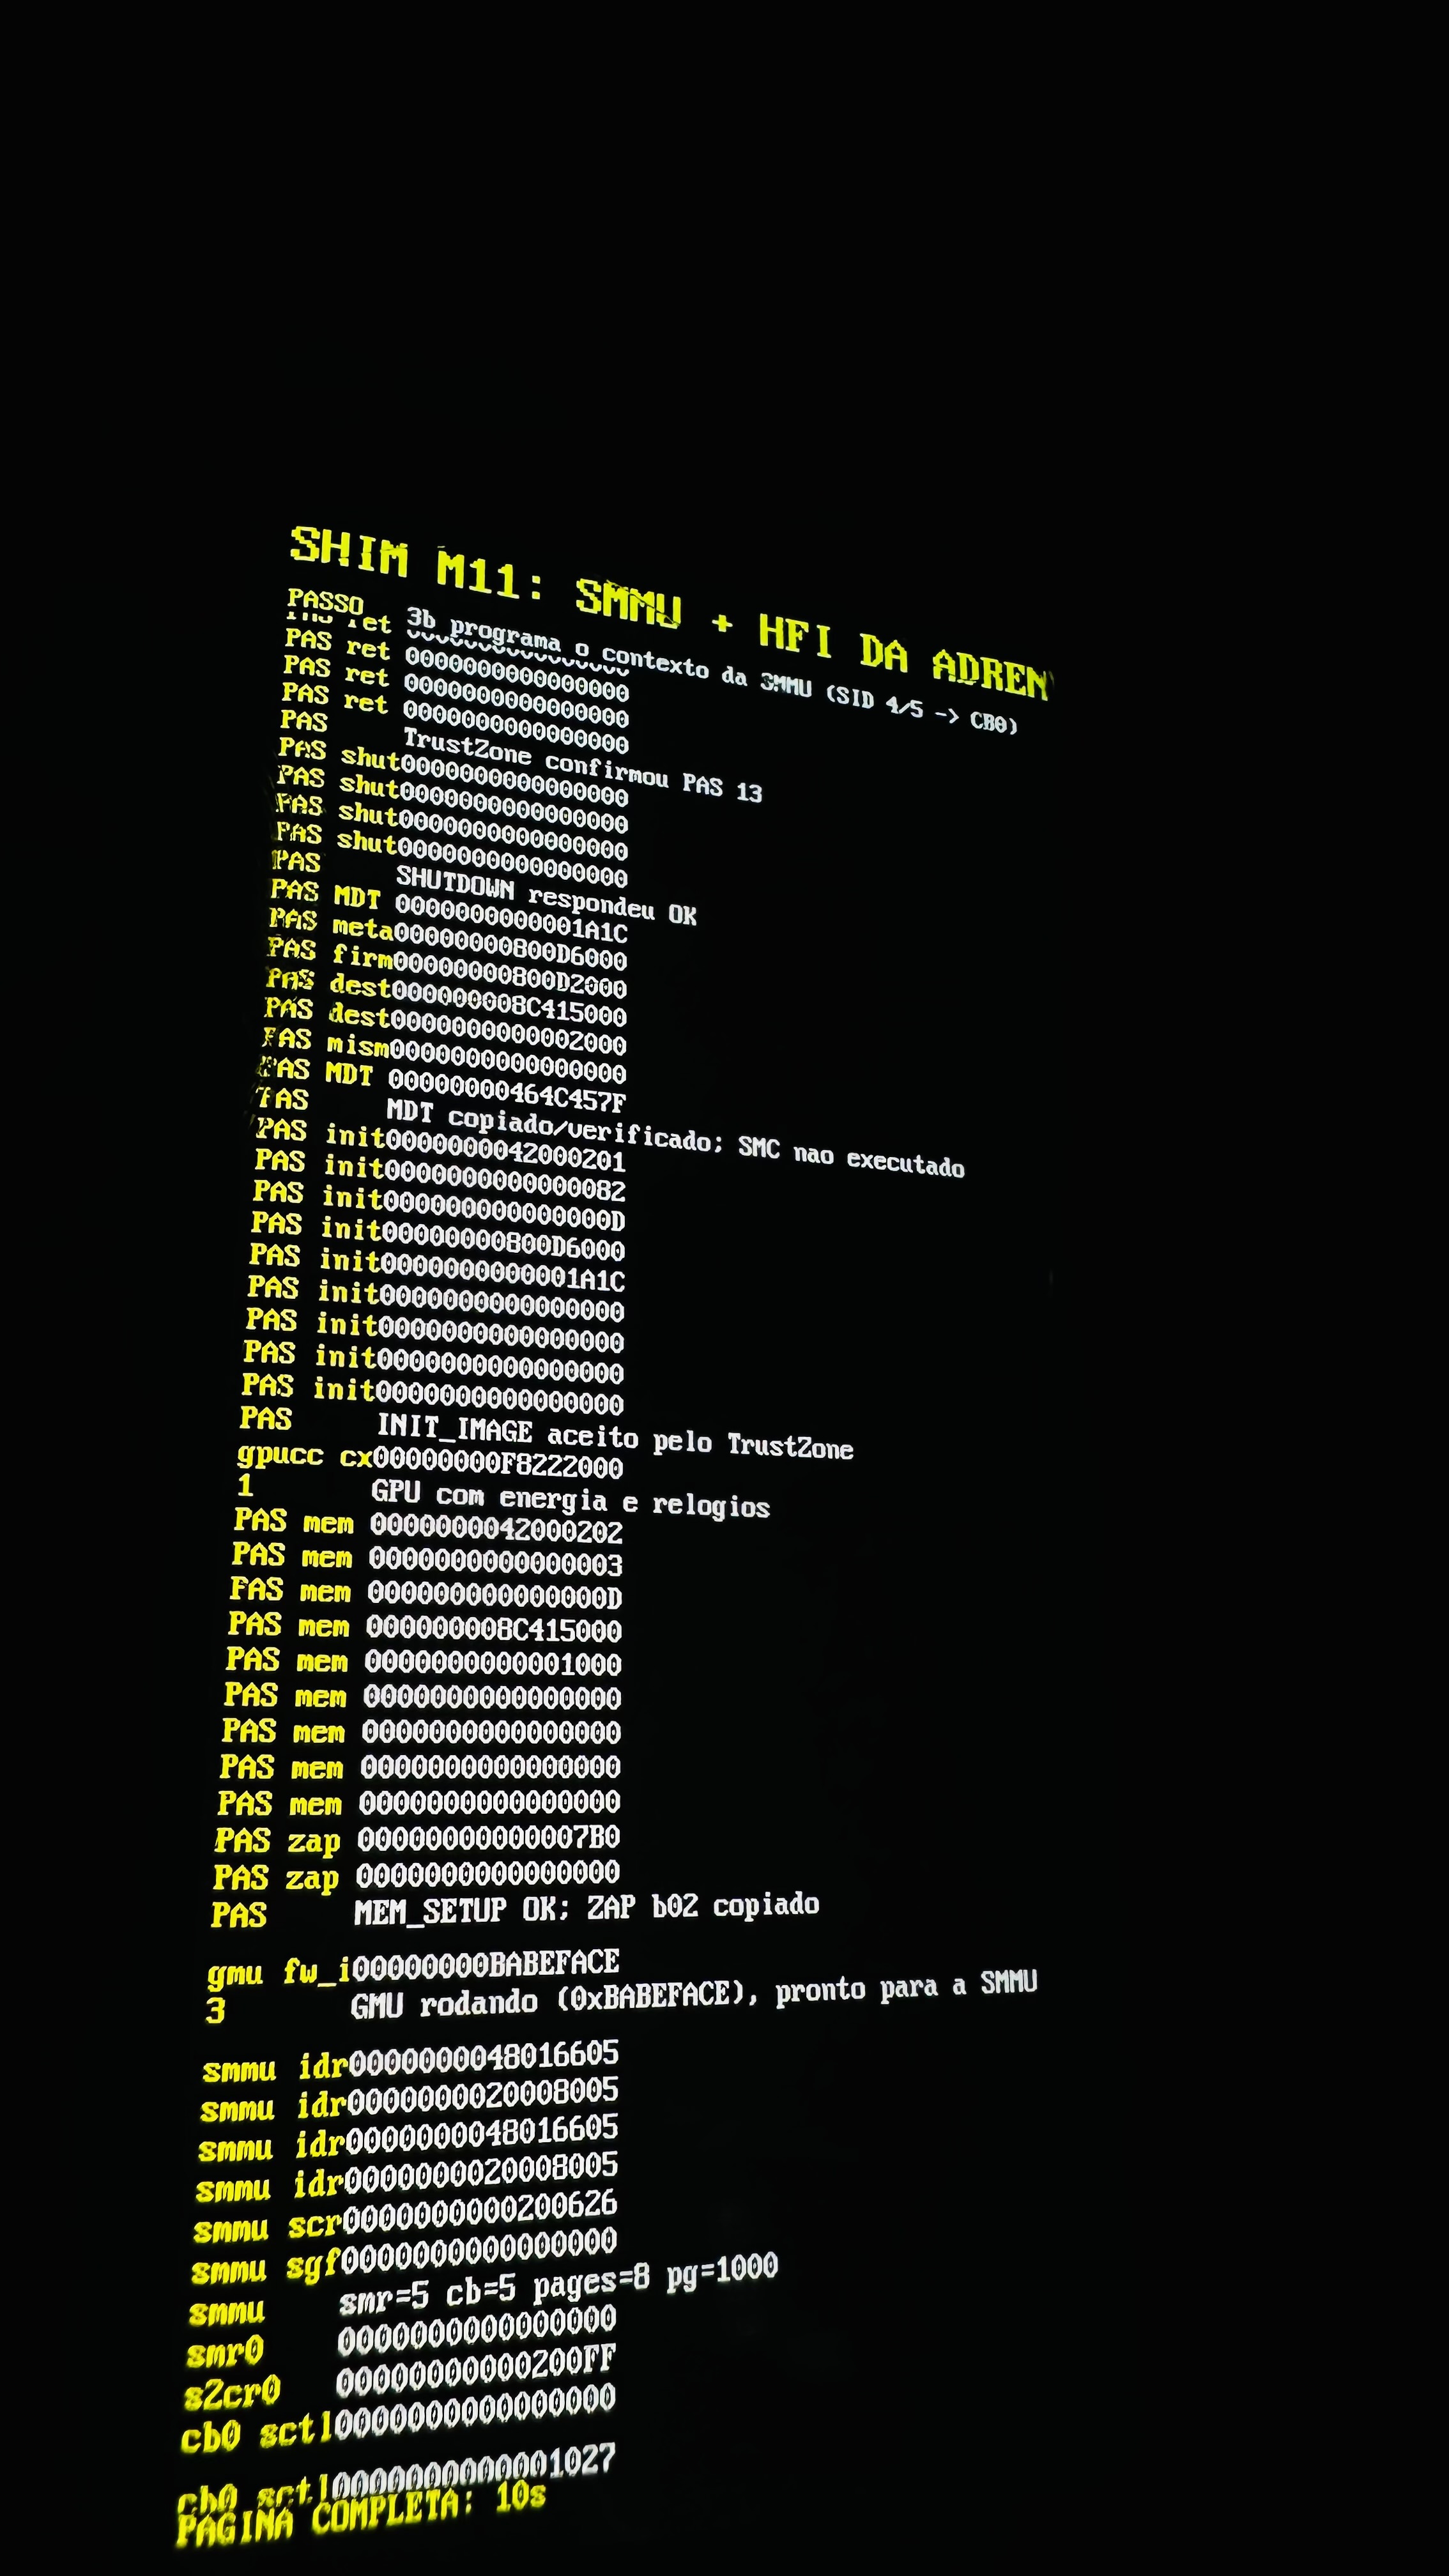 SHIM M11: SMMU + HFI DA ADREN
PASSO 3b programa o contexto da SMMU (SID 4/5 -> CB0)
PAS ret 0000000000000000
PAS ret 0000000000000000
PAS ret 0000000000000000
PAS ret 0000000000000000
PAS TrustZone confirmou PAS 13
PAS shut0000000000000000
PAS shut0000000000000000
PAS shut0000000000000000
PAS shut0000000000000000
PAS SHUTDOWN respondeu OK
PAS MDT 0000000000001A1C
PAS meta00000000800D6000
PAS firm00000000800D2000
PAS dest000000008C415000
PAS dest0000000000002000
PAS mism0000000000000000
PAS MDT 00000000464C457F
PAS MDT copiado/verificado; SMC nao executado
PAS init0000000042000201
PAS init0000000000000082
PAS init000000000000000D
PAS init00000000800D6000
PAS init0000000000001A1C
PAS init0000000000000000
PAS init0000000000000000
PAS init0000000000000000
PAS init0000000000000000
PAS INIT_IMAGE aceito pelo TrustZone
gpucc cx00000000F8222000
1 GPU com energia e relogios
PAS mem 0000000042000202
PAS mem 0000000000000003
PAS mem 000000000000000D
PAS mem 000000008C415000
PAS mem 0000000000001000
PAS mem 0000000000000000
PAS mem 0000000000000000
PAS mem 0000000000000000
PAS mem 0000000000000000
PAS zap 00000000000007B0
PAS zap 0000000000000000
PAS MEM_SETUP OK; ZAP b02 copiado
gmu fw_i00000000BABEFACE
3 GMU rodando (0xBABEFACE), pronto para a SMMU
smmu idr0000000048016605
smmu idr0000000020008005
smmu idr0000000048016605
smmu idr0000000020008005
smmu scr0000000000200626
smmu sgf0000000000000000
smmu smr=5 cb=5 pages=8 pg=1000
smr0 0000000000000000
s2cr0 00000000000200FF
cb0 sctl0000000000000000
cb0 sctl0000000000001027
PAGINA COMPLETA: 10s